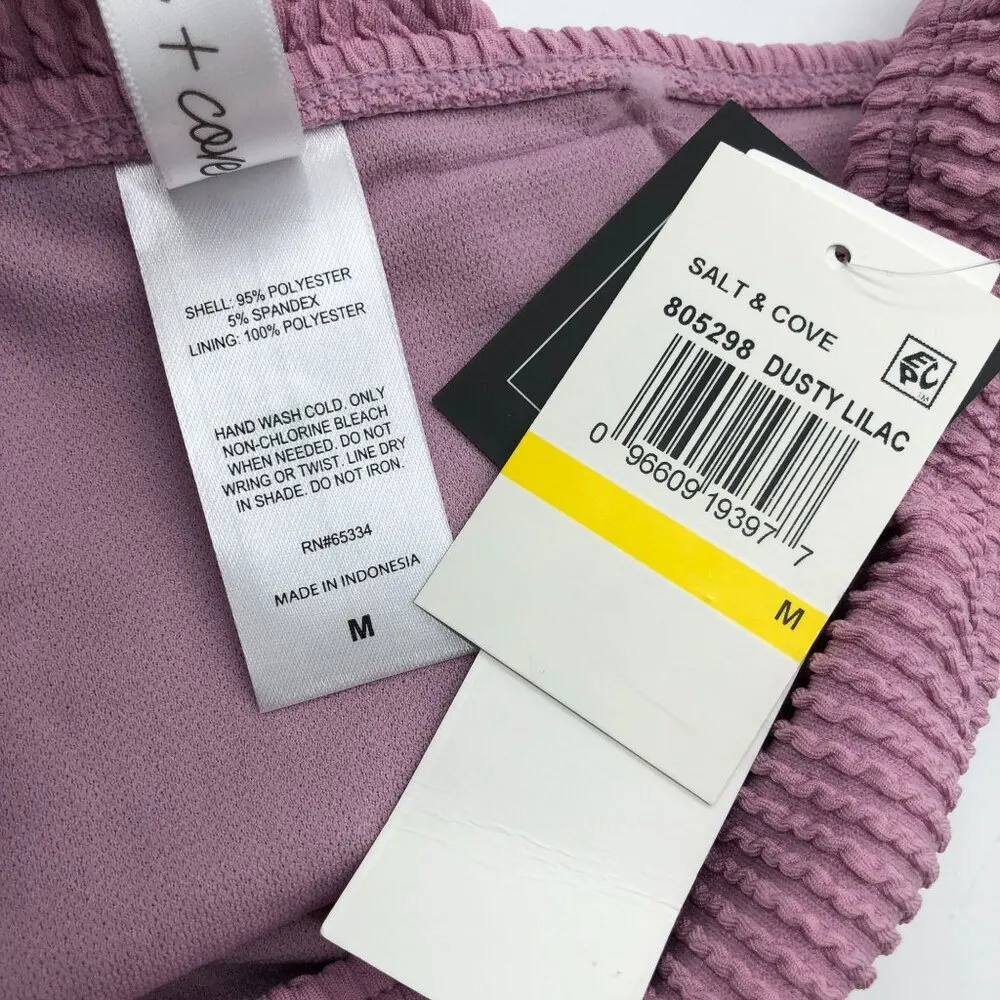 + cove
SHELL: 95% POLYESTER
5% SPANDEX
LINING: 100% POLYESTER
HAND WASH COLD. ONLY
NON-CHLORINE BLEACH
WHEN NEEDED. DO NOT
WRING OR TWIST. LINE DRY
IN SHADE. DO NOT IRON.
RN#65334
MADE IN INDONESIA
M
SALT & COVE
805298 DUSTY LILAC
EPC
0 96609 19397 7
M